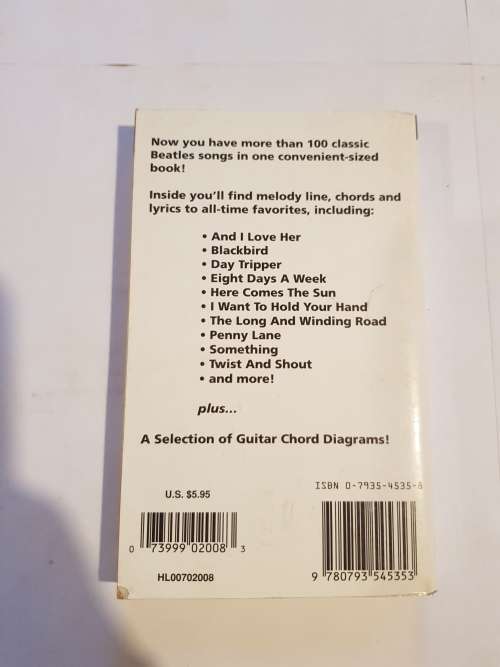 Now you have more than 100 classic
Beatles songs in one convenient-sized
book!
Inside you'll find melody line, chords and
lyrics to all-time favorites, including:
• And I Love Her
• Blackbird
• Day Tripper
• Eight Days A Week
• Here Comes The Sun
• I Want To Hold Your Hand
• The Long And Winding Road
• Penny Lane
• Something
• Twist And Shout
• and more!
plus...
A Selection of Guitar Chord Diagrams!
ISBN 0-7935-4535-8
U.S. $5.95
0 73999 02008 3
HL00702008
9 780793 545353